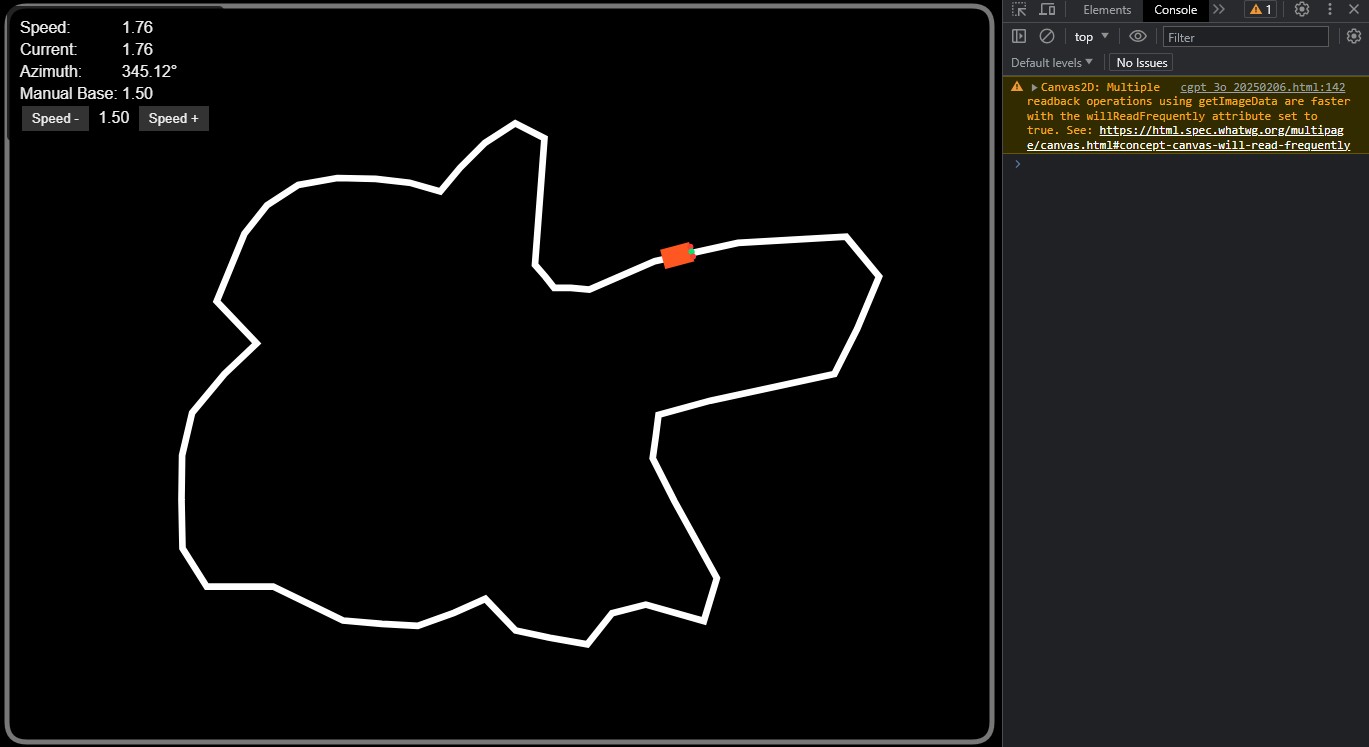 Speed: 1.76
Current: 1.76
Azimuth: 345.12°
Manual Base: 1.50
Speed - 1.50 Speed +
Elements Console 1
top Filter
Default levels No Issues
Canvas2D: Multiple cgpt_3o_20250206.html:142
readback operations using getImageData are faster
with the willReadFrequently attribute set to
true. See: https://html.spec.whatwg.org/multipag
e/canvas.html#concept-canvas-will-read-frequently